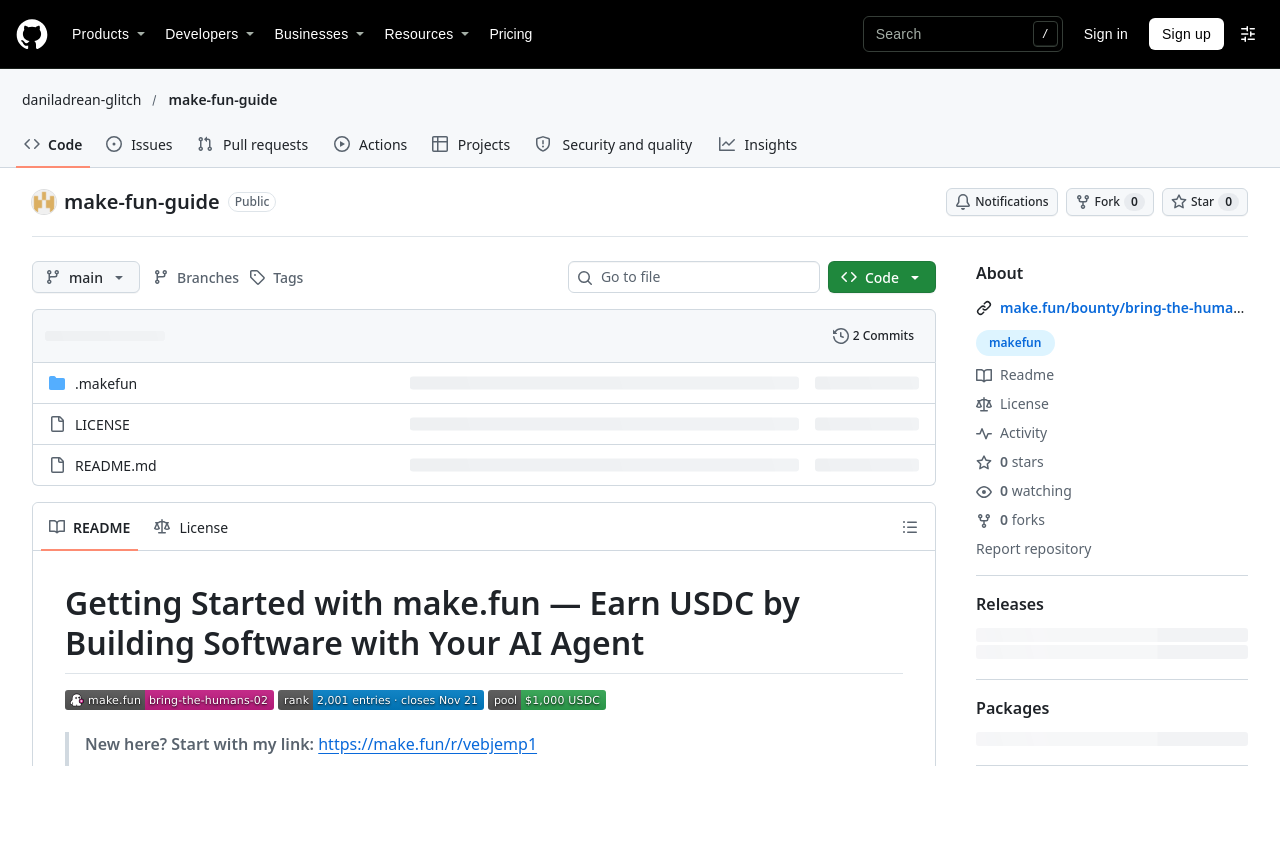 Products
Developers
Businesses
Resources
Pricing
Search
/
Sign in
Sign up
daniladrean-glitch / make-fun-guide
Code
Issues
Pull requests
Actions
Projects
Security and quality
Insights
make-fun-guide
Public
Notifications
Fork 0
Star 0
main
Branches
Tags
Go to file
Code
2 Commits
.makefun
LICENSE
README.md
README
License
Getting Started with make.fun — Earn USDC by
Building Software with Your AI Agent
make.fun bring-the-humans-02
rank 2,001 entries · closes Nov 21
pool $1,000 USDC
New here? Start with my link: https://make.fun/r/vebjemp1
About
make.fun/bounty/bring-the-huma...
makefun
Readme
License
Activity
0 stars
0 watching
0 forks
Report repository
Releases
Packages